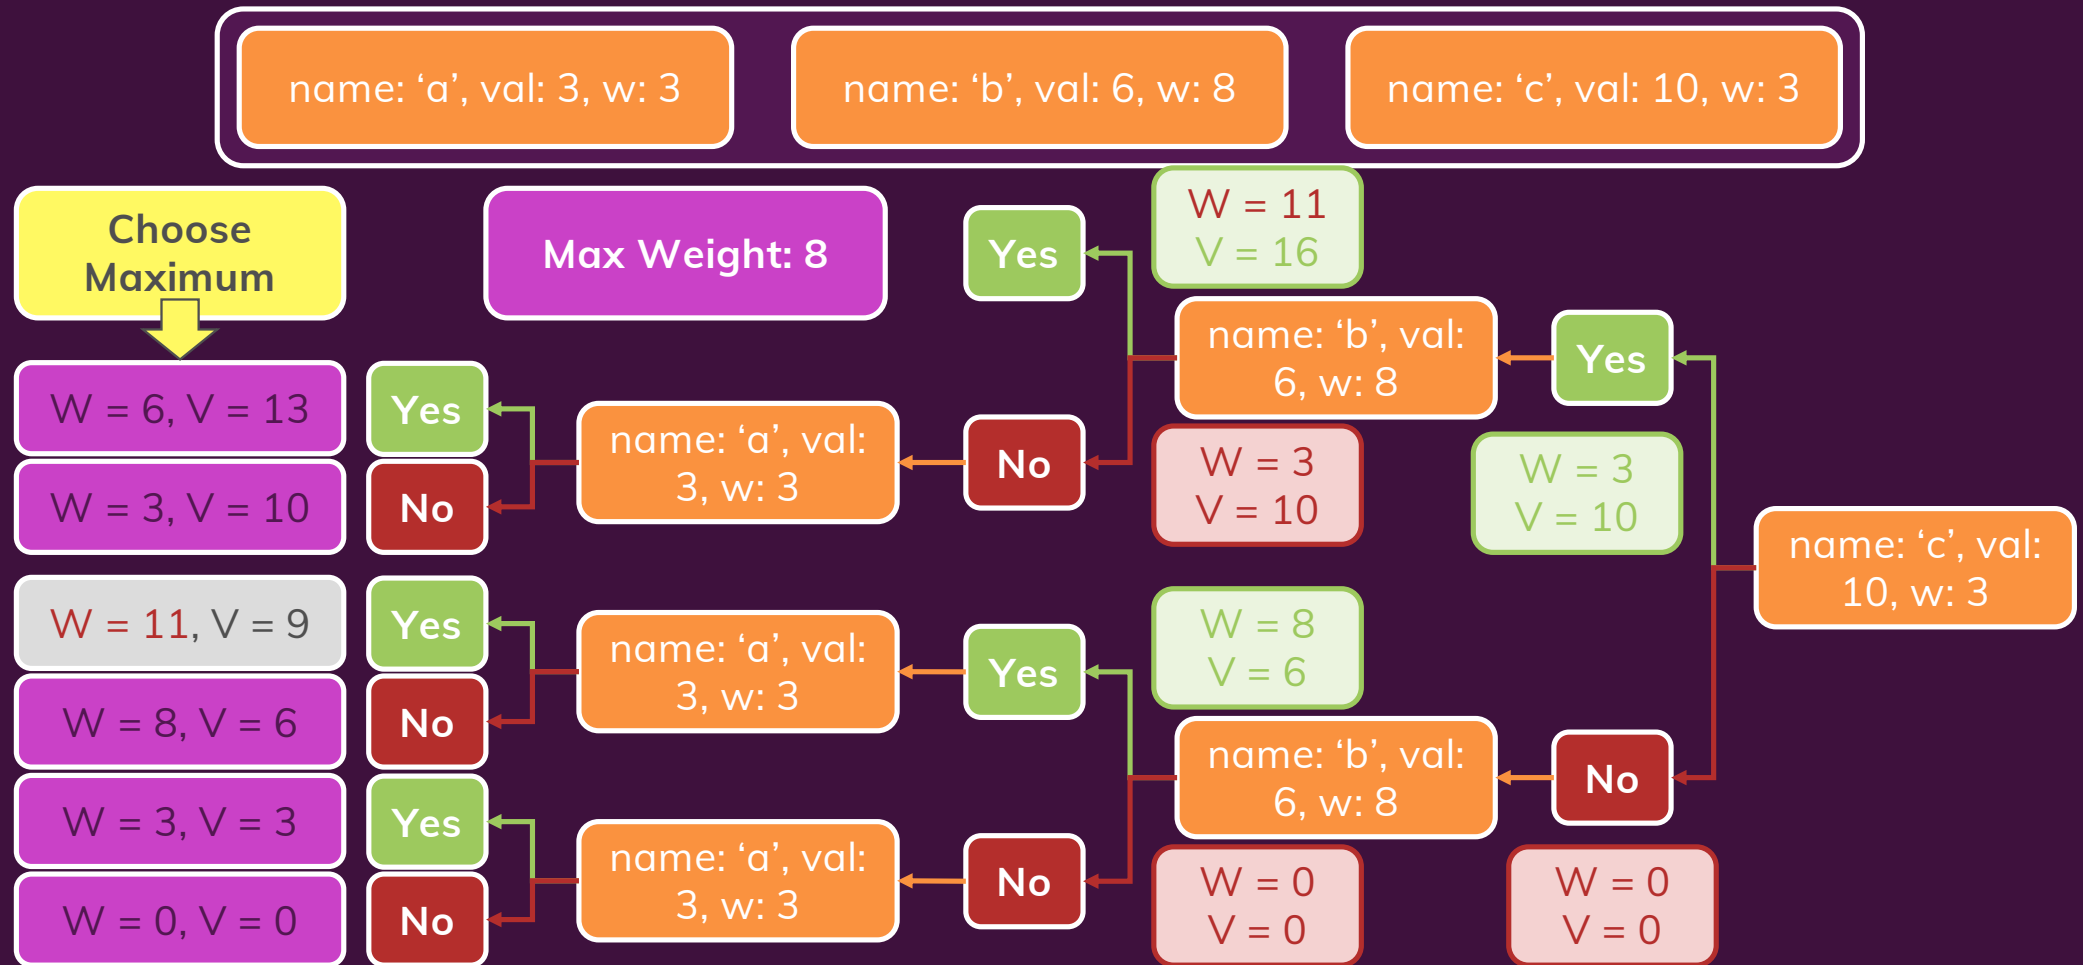 name: ‘a’, val: 3, w: 3
name: ‘b’, val: 6, w: 8
name: ‘c’, val: 10, w: 3
Choose
Maximum
Max Weight: 8
Yes
W = 11
V = 16
name: ‘b’, val:
6, w: 8
Yes
W = 6, V = 13
Yes
name: ‘a’, val:
3, w: 3
No
W = 3
V = 10
W = 3
V = 10
W = 3, V = 10
No
name: ‘c’, val:
10, w: 3
W = 11, V = 9
Yes
name: ‘a’, val:
3, w: 3
Yes
W = 8
V = 6
W = 8, V = 6
No
name: ‘b’, val:
6, w: 8
No
W = 3, V = 3
Yes
name: ‘a’, val:
3, w: 3
No
W = 0
V = 0
W = 0
V = 0
W = 0, V = 0
No